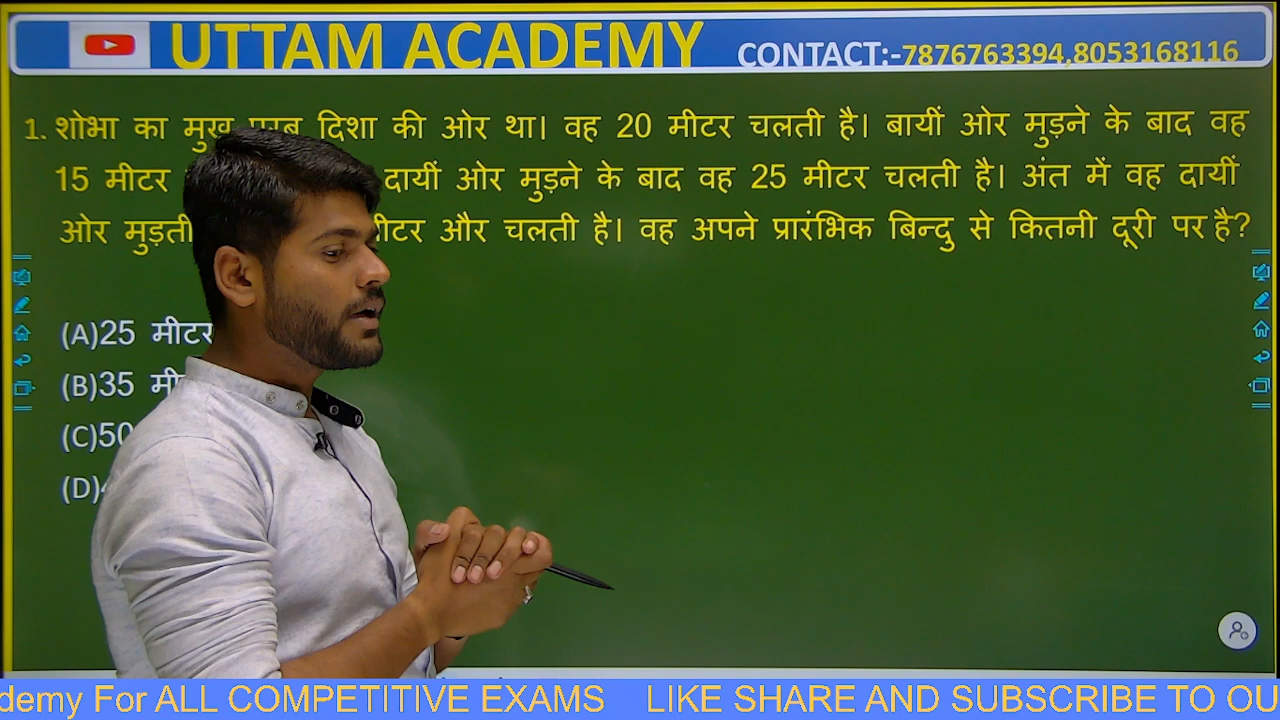 UTTAM ACADEMY CONTACT:-7876763394,8053168116
1. शोभा का मुख पूरब दिशा की ओर था। वह 20 मीटर चलती है। बायीं ओर मुड़ने के बाद वह
15 मीटर दायीं ओर मुड़ने के बाद वह 25 मीटर चलती है। अंत में वह दायीं
ओर मुड़ती मीटर और चलती है। वह अपने प्रारंभिक बिन्दु से कितनी दूरी पर है?
(A)25 मीटर
(B)35
(C)50
(D)
demy For ALL COMPETITIVE EXAMS LIKE SHARE AND SUBSCRIBE TO OU